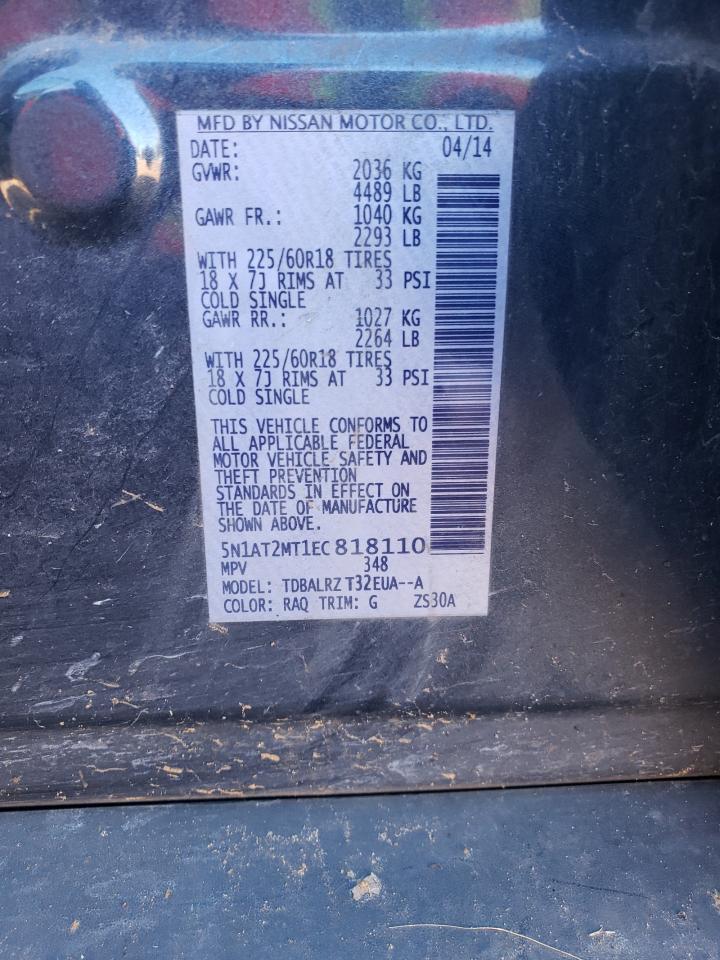 MFD BY NISSAN MOTOR CO., LTD.
DATE: 04/14
GVWR: 2036 KG
4489 LB
GAWR FR.: 1040 KG
2293 LB
WITH 225/60R18 TIRES
18 X 7J RIMS AT 33 PSI
COLD SINGLE
GAWR RR.: 1027 KG
2264 LB
WITH 225/60R18 TIRES
18 X 7J RIMS AT 33 PSI
COLD SINGLE
THIS VEHICLE CONFORMS TO
ALL APPLICABLE FEDERAL
MOTOR VEHICLE SAFETY AND
THEFT PREVENTION
STANDARDS IN EFFECT ON
THE DATE OF MANUFACTURE
SHOWN ABOVE.
5N1AT2MT1EC818110
MPV 348
MODEL: TDBALRZ T32EUA--A
COLOR: RAQ TRIM: G ZS30A